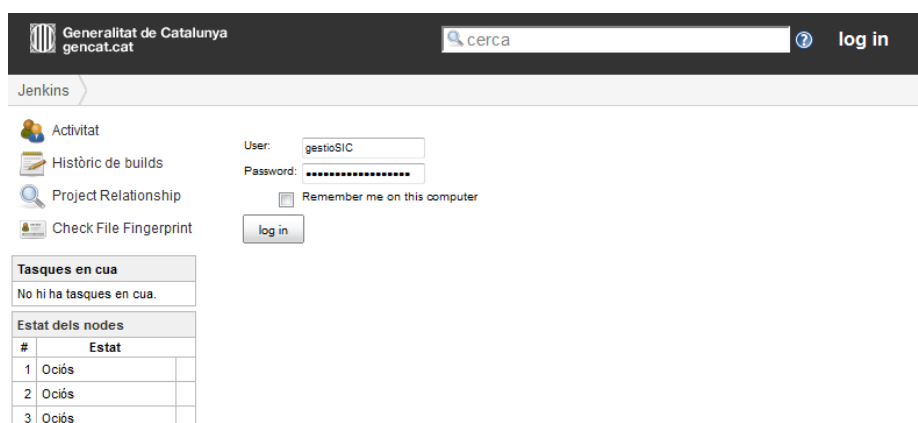 Generalitat de Catalunya
gencat.cat
cerca
log in
Jenkins
Activitat
Històric de builds
Project Relationship
Check File Fingerprint
User: gestioSIC
Password: ••••••••••••••••••
Remember me on this computer
log in
Tasques en cua
No hi ha tasques en cua.
Estat dels nodes
# Estat
1 Ociós
2 Ociós
3 Ociós